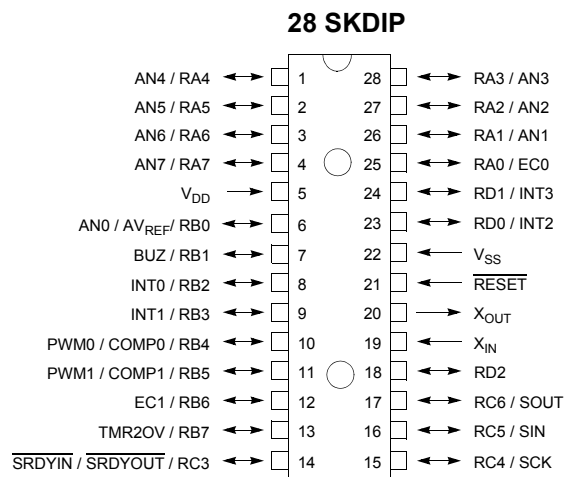 28 SKDIP
AN4 / RA4 1 28 RA3 / AN3
AN5 / RA5 2 27 RA2 / AN2
AN6 / RA6 3 26 RA1 / AN1
AN7 / RA7 4 25 RA0 / EC0
VDD 5 24 RD1 / INT3
AN0 / AVREF/ RB0 6 23 RD0 / INT2
BUZ / RB1 7 22 VSS
INT0 / RB2 8 21 RESET
INT1 / RB3 9 20 XOUT
PWM0 / COMP0 / RB4 10 19 XIN
PWM1 / COMP1 / RB5 11 18 RD2
EC1 / RB6 12 17 RC6 / SOUT
TMR2OV / RB7 13 16 RC5 / SIN
SRDYIN / SRDYOUT / RC3 14 15 RC4 / SCK